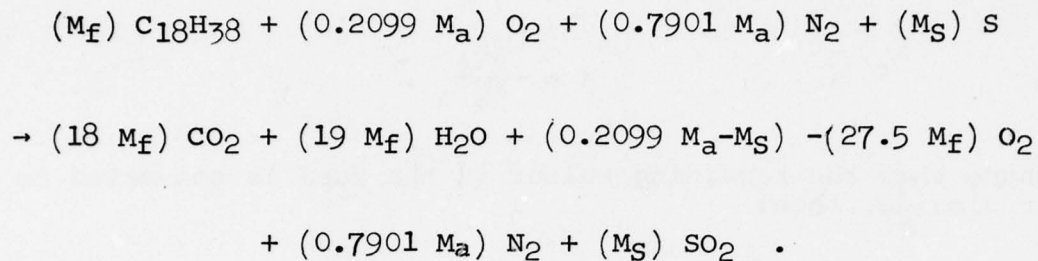 (M_f) C₁₈H₃₈ + (0.2099 M_a) O₂ + (0.7901 M_a) N₂ + (M_S) S
→ (18 M_f) CO₂ + (19 M_f) H₂O + (0.2099 M_a-M_S) -(27.5 M_f) O₂
+ (0.7901 M_a) N₂ + (M_S) SO₂ .